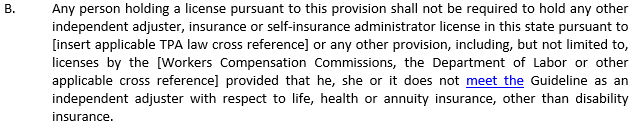 B. Any person holding a license pursuant to this provision shall not be required to hold any other
independent adjuster, insurance or self-insurance administrator license in this state pursuant to
[insert applicable TPA law cross reference] or any other provision, including, but not limited to,
licenses by the [Workers Compensation Commissions, the Department of Labor or other
applicable cross reference] provided that he, she or it does not meet the Guideline as an
independent adjuster with respect to life, health or annuity insurance, other than disability
insurance.